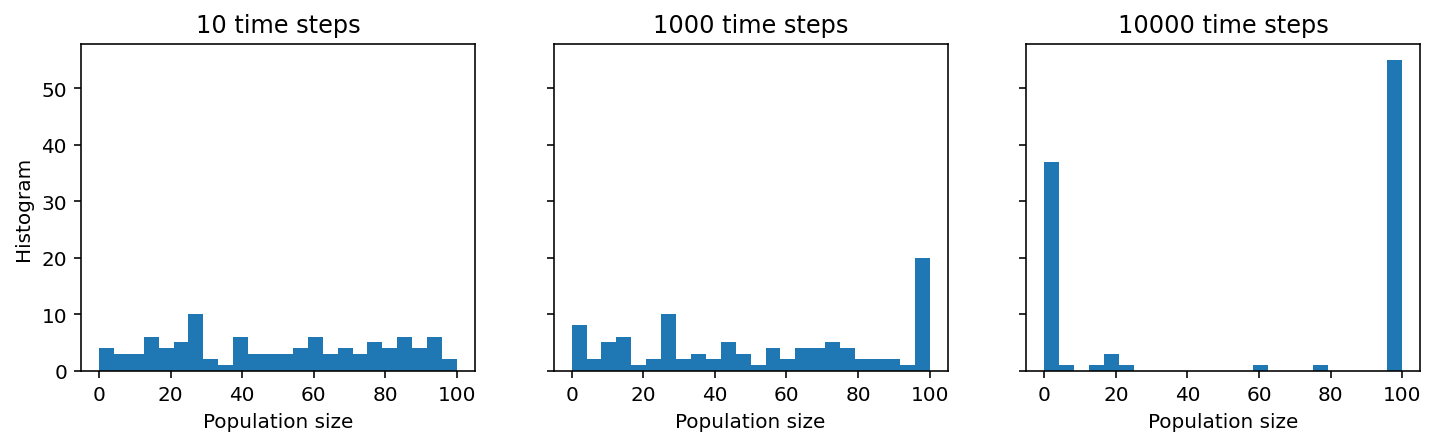 10 time steps
1000 time steps
10000 time steps
Histogram
50
40
30
20
10
0
0 20 40 60 80 100
0 20 40 60 80 100
0 20 40 60 80 100
Population size
Population size
Population size